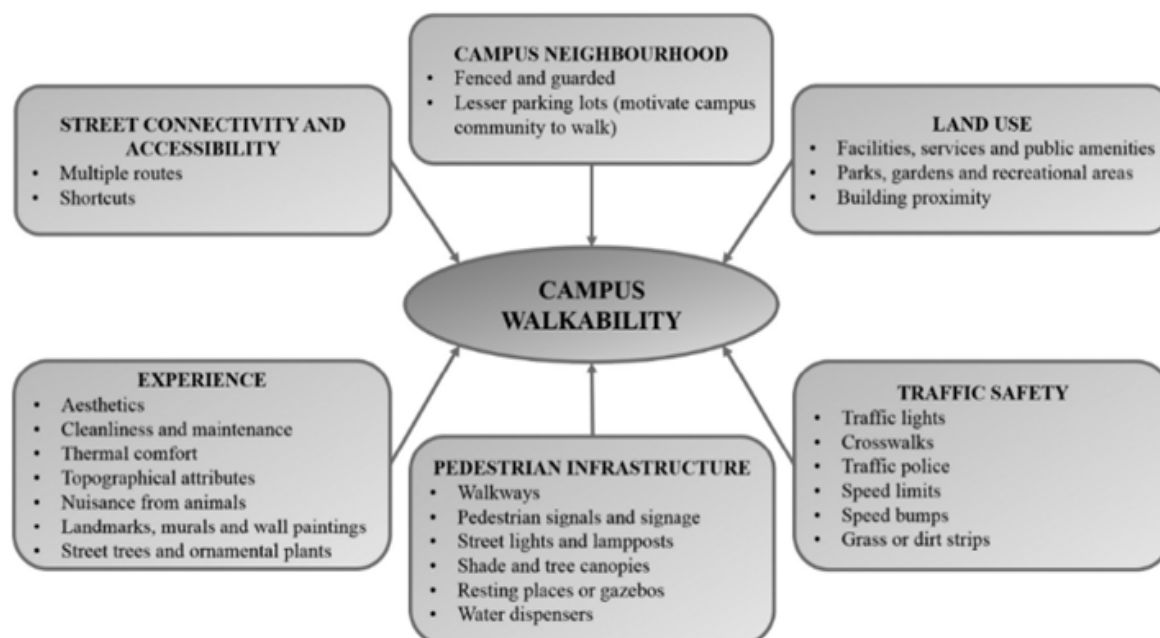 CAMPUS NEIGHBOURHOOD
• Fenced and guarded
• Lesser parking lots (motivate campus
community to walk)
STREET CONNECTIVITY AND
ACCESSIBILITY
• Multiple routes
• Shortcuts
LAND USE
• Facilities, services and public amenities
• Parks, gardens and recreational areas
• Building proximity
CAMPUS
WALKABILITY
EXPERIENCE
• Aesthetics
• Cleanliness and maintenance
• Thermal comfort
• Topographical attributes
• Nuisance from animals
• Landmarks, murals and wall paintings
• Street trees and ornamental plants
PEDESTRIAN INFRASTRUCTURE
• Walkways
• Pedestrian signals and signage
• Street lights and lampposts
• Shade and tree canopies
• Resting places or gazebos
• Water dispensers
TRAFFIC SAFETY
• Traffic lights
• Crosswalks
• Traffic police
• Speed limits
• Speed bumps
• Grass or dirt strips